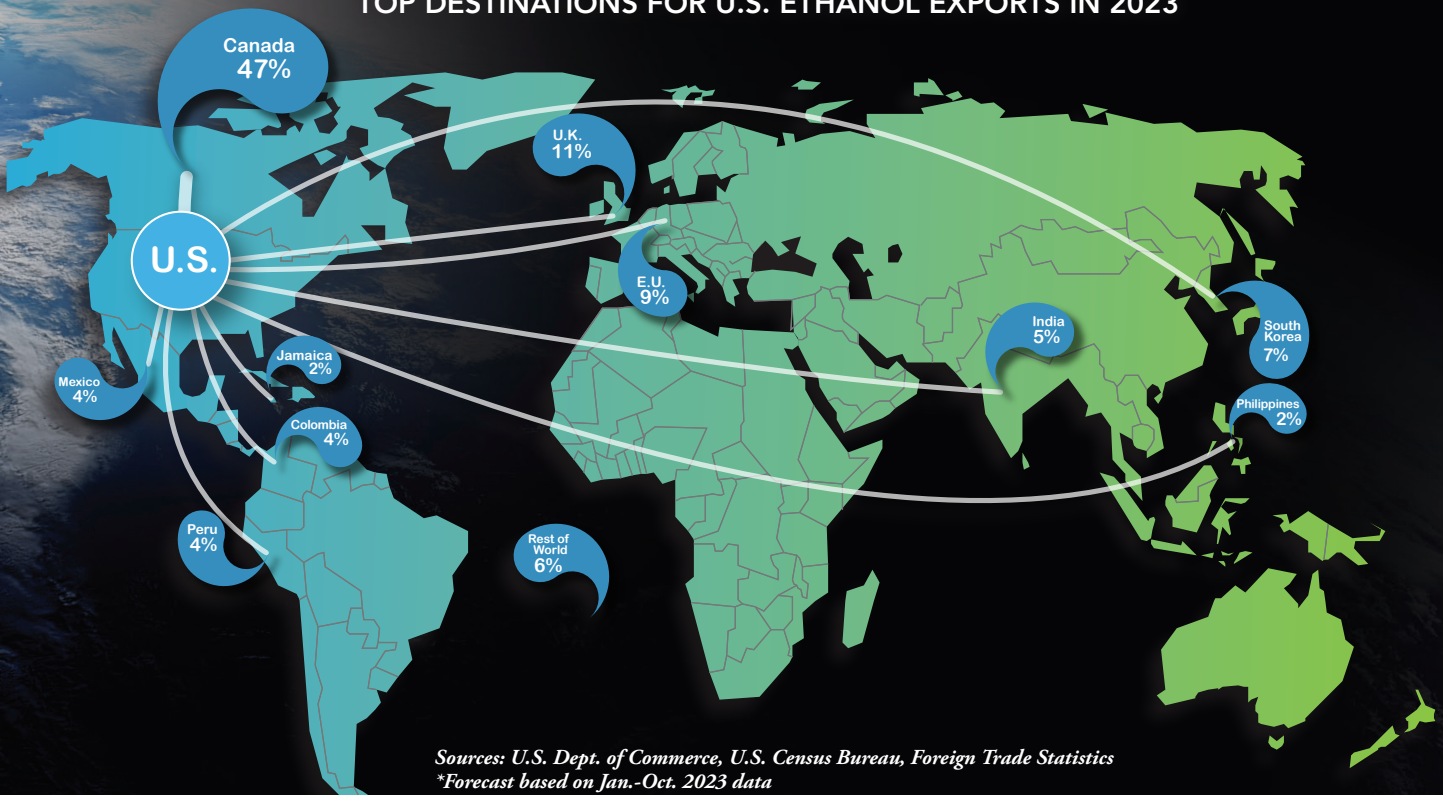 TOP DESTINATIONS FOR U.S. ETHANOL EXPORTS IN 2023
Canada
47%
U.K.
11%
U.S.
E.U.
9%
India
5%
South
Korea
7%
Jamaica
2%
Mexico
4%
Philippines
2%
Colombia
4%
Peru
4%
Rest of
World
6%
Sources: U.S. Dept. of Commerce, U.S. Census Bureau, Foreign Trade Statistics
*Forecast based on Jan.-Oct. 2023 data